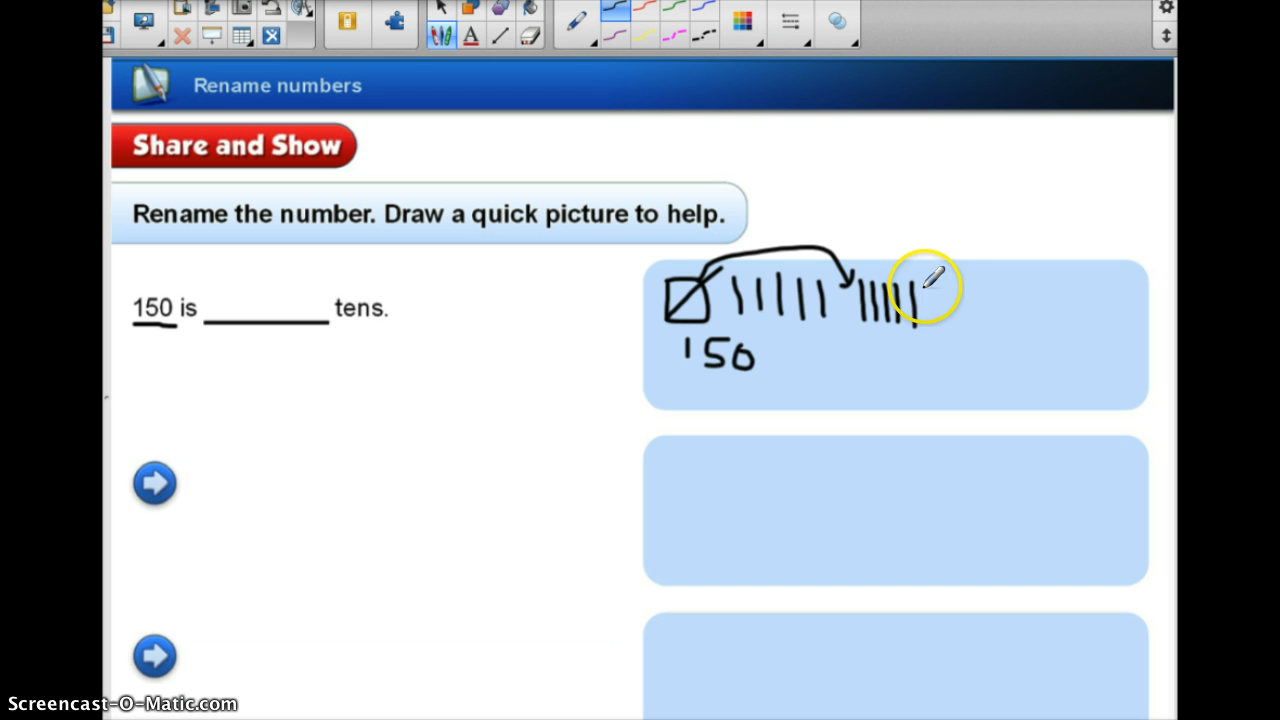 Rename numbers
Share and Show
Rename the number. Draw a quick picture to help.
150 is ________ tens.
150
Screencast-O-Matic.com